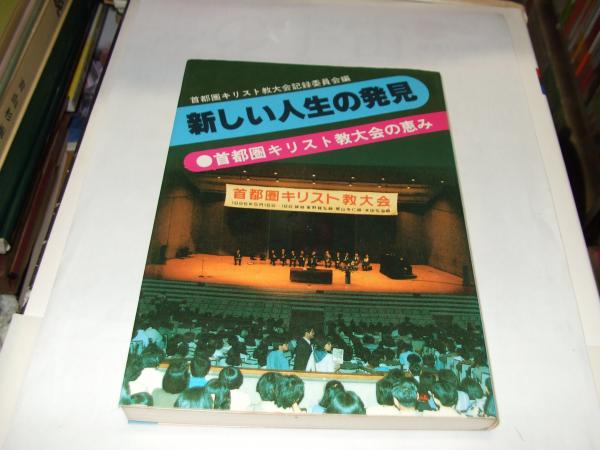 首都圏キリスト教大会記録委員会編
新しい人生の発見
●首都圏キリスト教大会の恵み
首都圏キリスト教大会